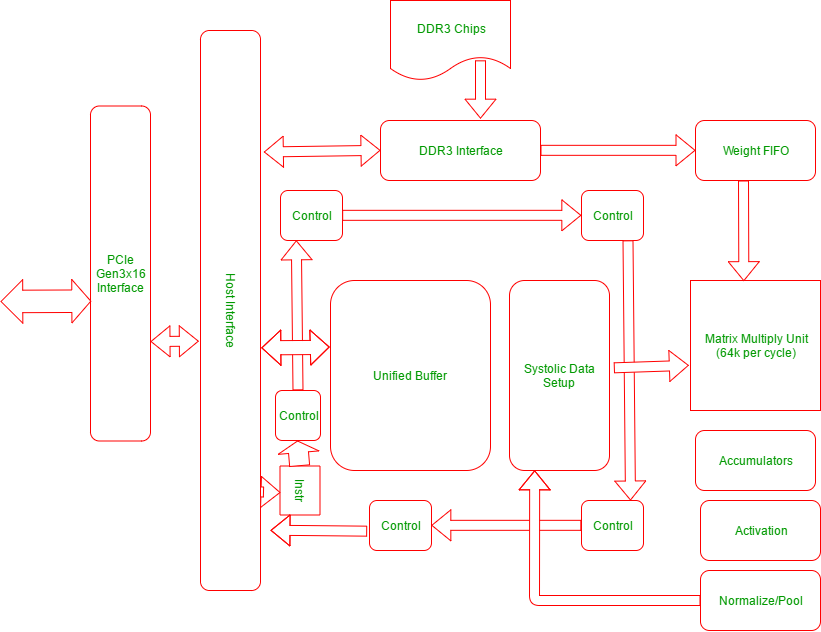 DDR3 Chips
DDR3 Interface
Weight FIFO
Control
Control
PCIe
Gen3x16
Interface
Host Interface
Unified Buffer
Systolic Data
Setup
Matrix Multiply Unit
(64k per cycle)
Control
Accumulators
Instr
Control
Control
Activation
Normalize/Pool